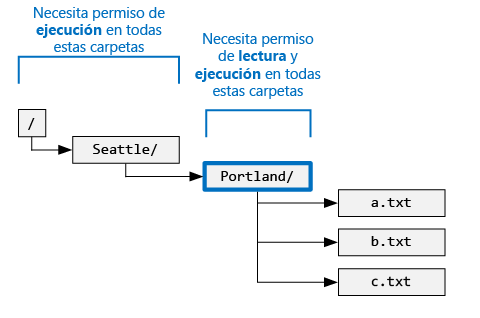 Necesita permiso de
ejecución en todas
estas carpetas
Necesita permiso
de lectura y
ejecución en todas
estas carpetas
/
Seattle/
Portland/
a.txt
b.txt
c.txt